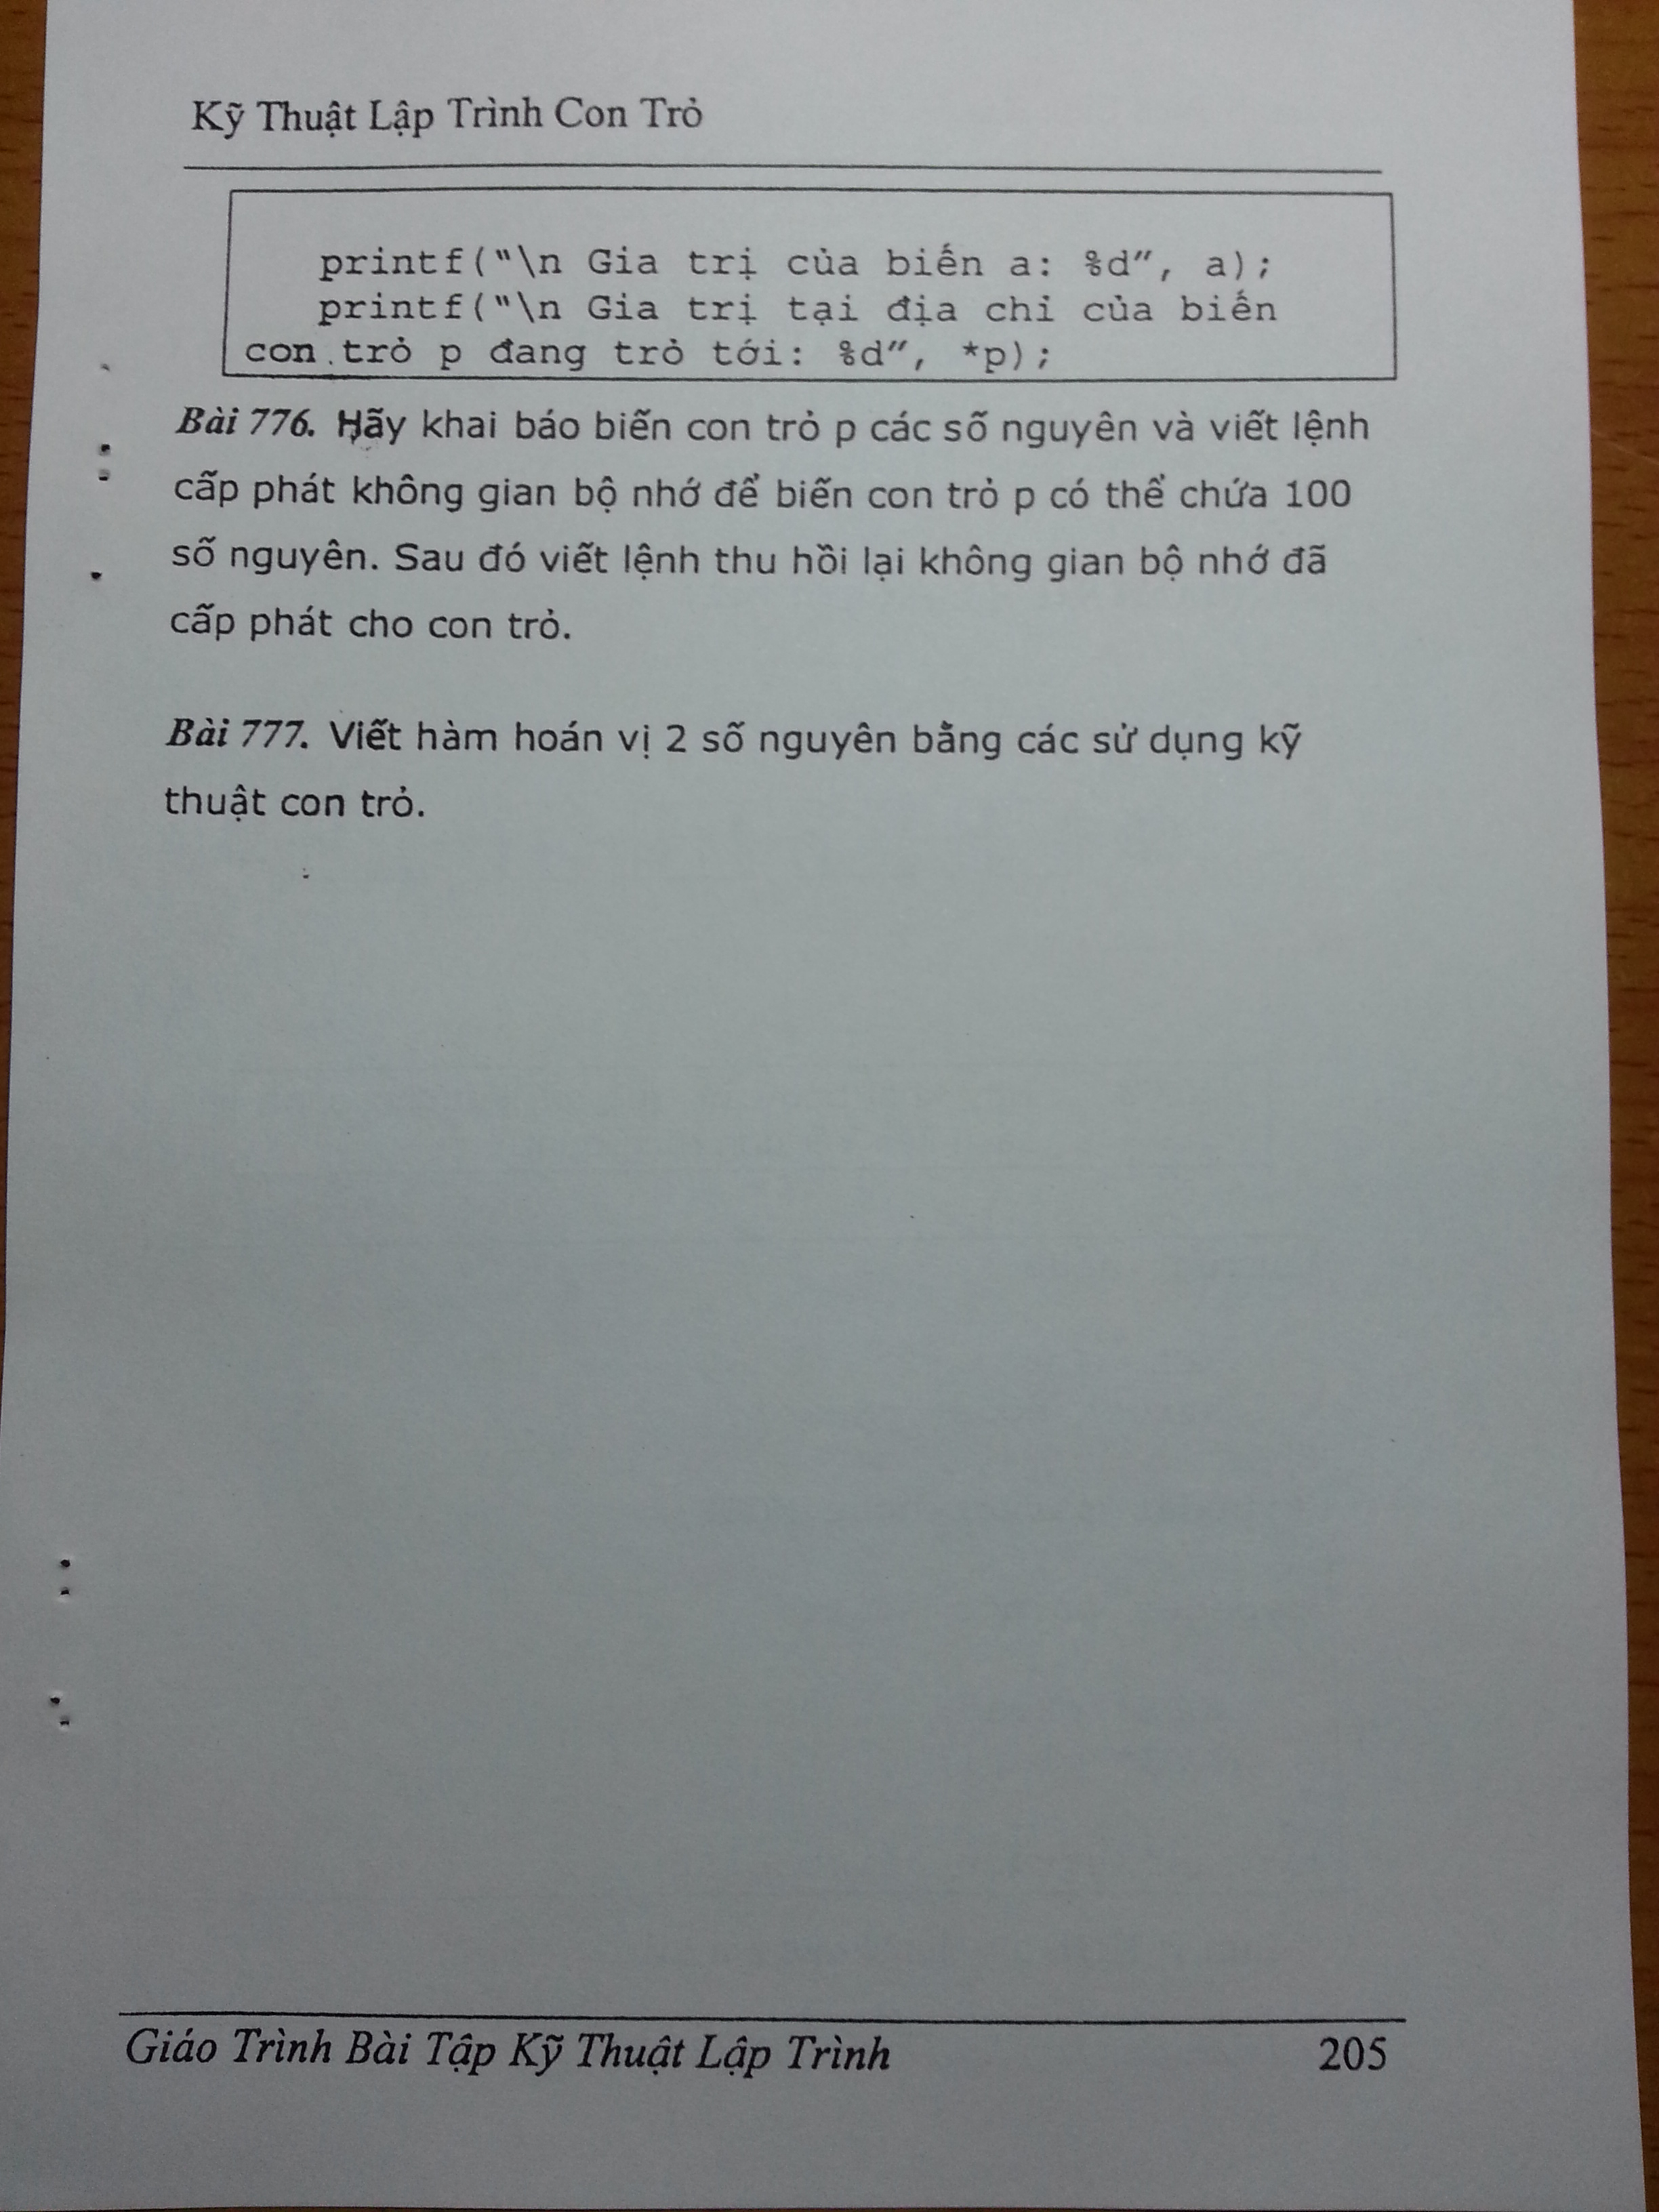 Kỹ Thuật Lập Trình Con Trỏ
printf("\n Gia trị của biến a: %d", a);
printf("\n Gia trị tại địa chỉ của biến
con trỏ p đang trỏ tới: %d", *p);
Bài 776. Hãy khai báo biến con trỏ p các số nguyên và viết lệnh
cấp phát không gian bộ nhớ để biến con trỏ p có thể chứa 100
số nguyên. Sau đó viết lệnh thu hồi lại không gian bộ nhớ đã
cấp phát cho con trỏ.
Bài 777. Viết hàm hoán vị 2 số nguyên bằng các sử dụng kỹ
thuật con trỏ.
Giáo Trình Bài Tập Kỹ Thuật Lập Trình 205